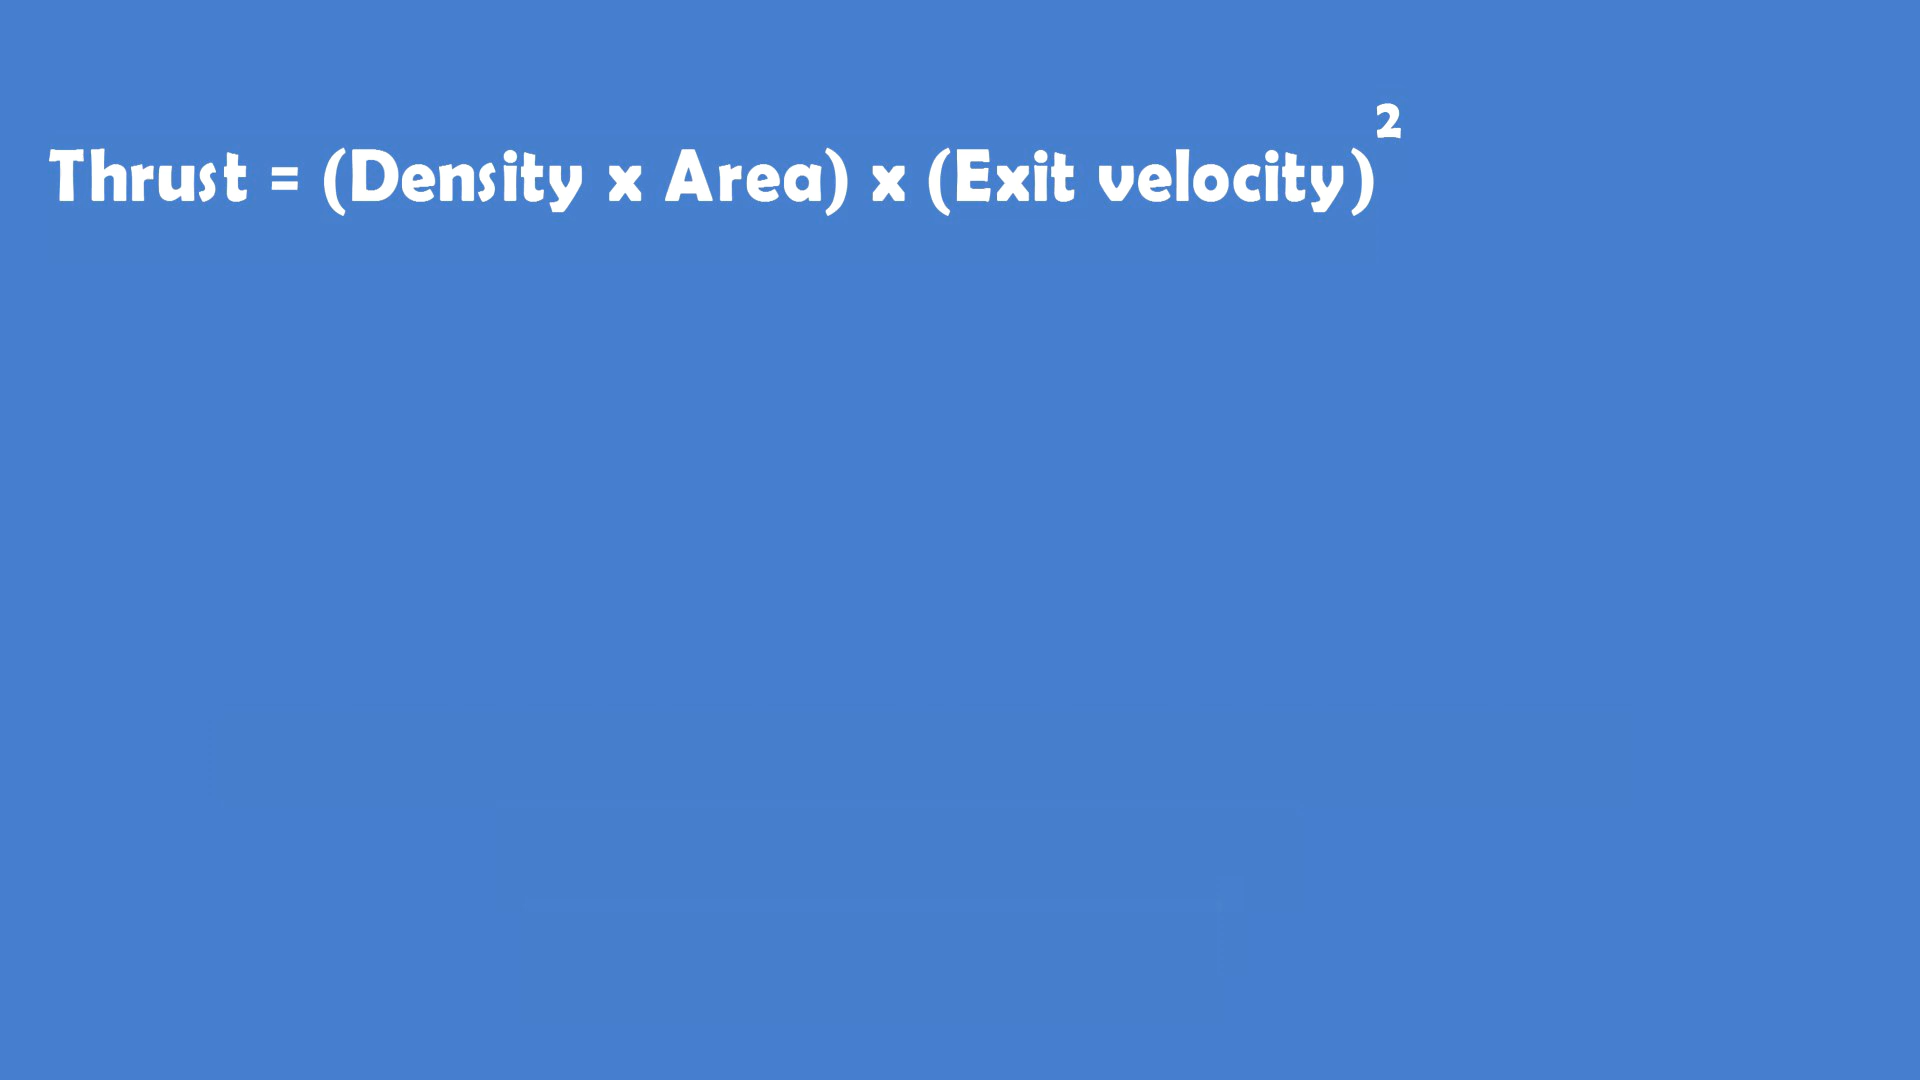 Thrust = (Density x Area) x (Exit velocity)²